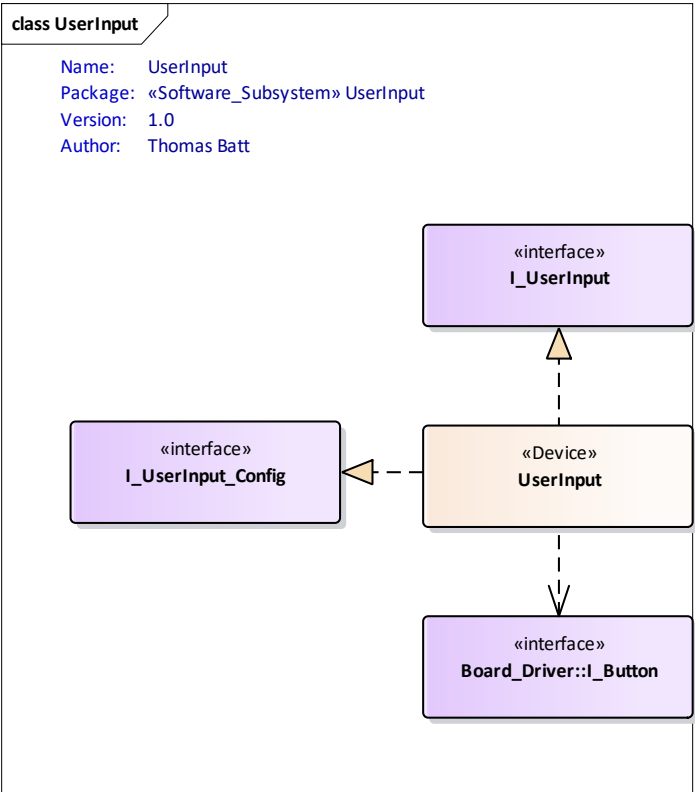 class UserInput
Name: UserInput
Package: «Software_Subsystem» UserInput
Version: 1.0
Author: Thomas Batt
«interface»
I_UserInput
«interface»
I_UserInput_Config
«Device»
UserInput
«interface»
Board_Driver::I_Button